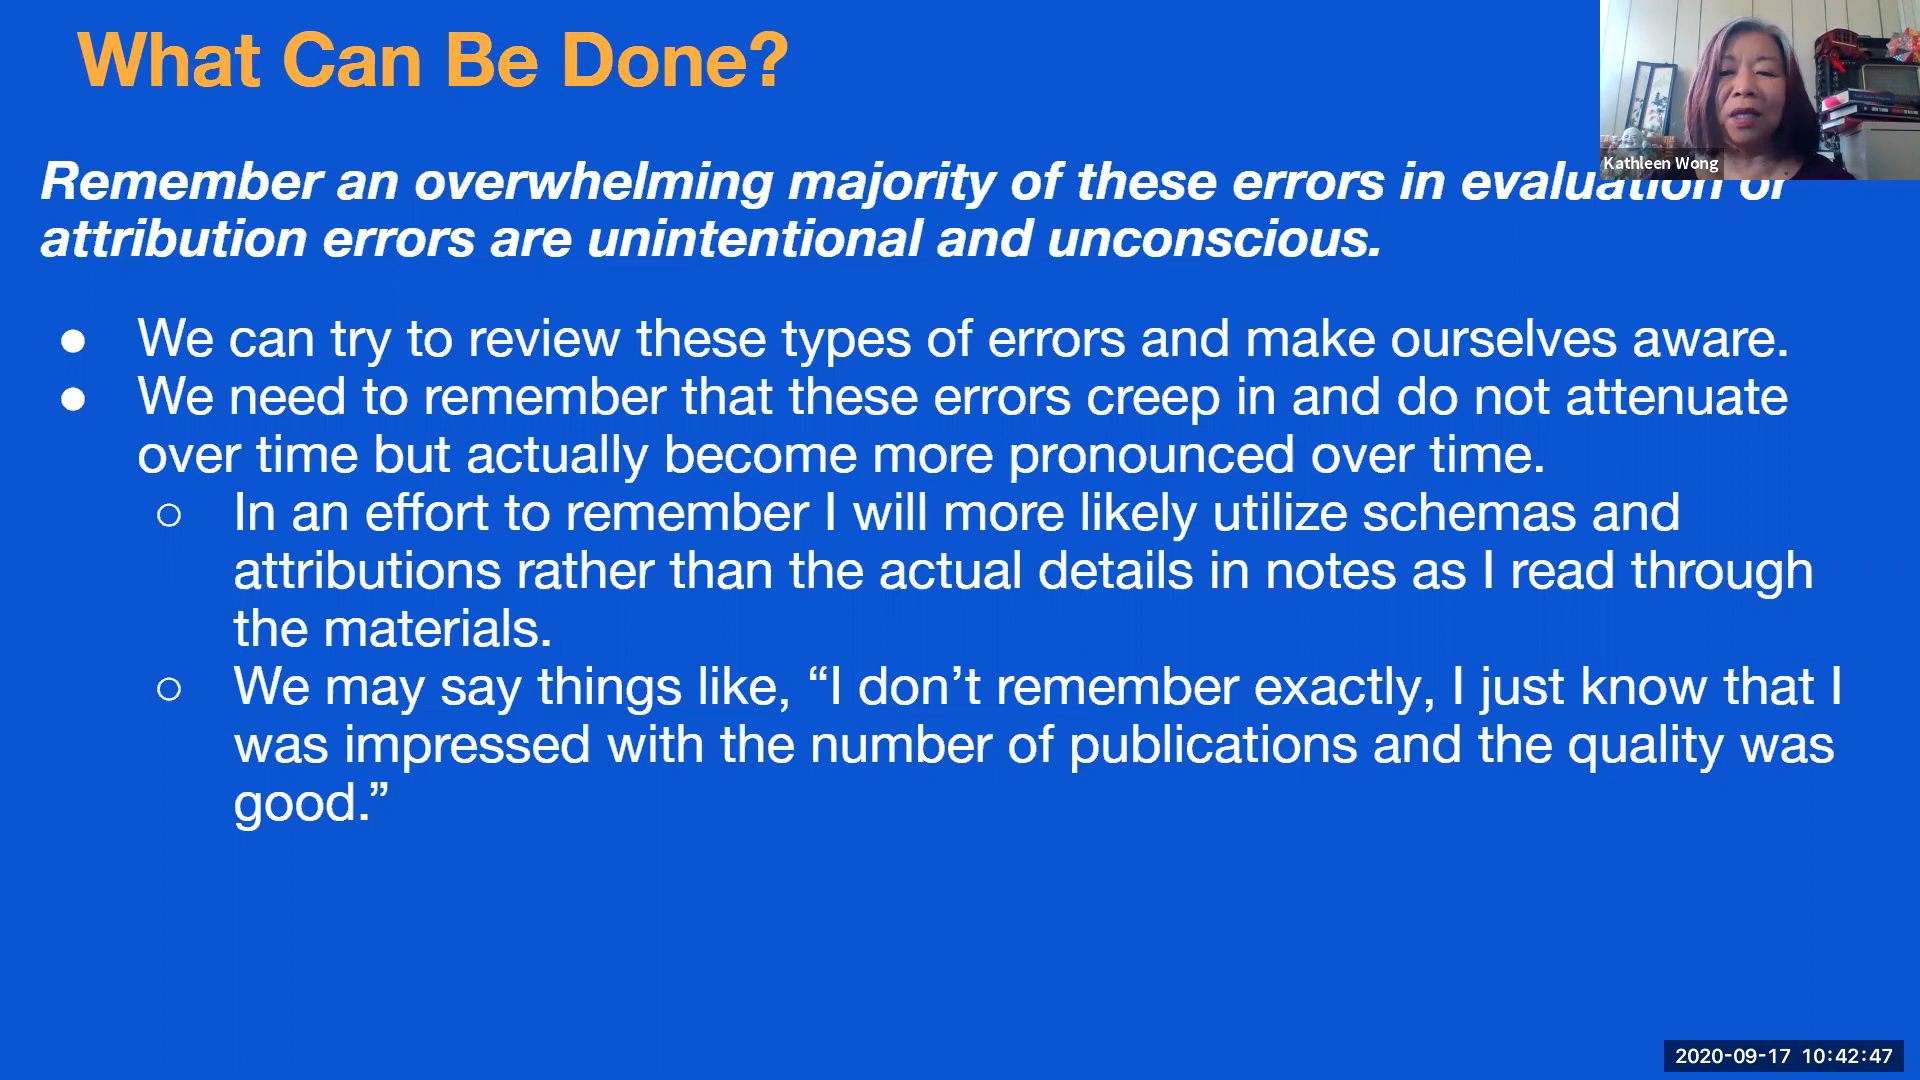 What Can Be Done?
Kathleen Wong
Remember an overwhelming majority of these errors in evaluation or
attribution errors are unintentional and unconscious.
● We can try to review these types of errors and make ourselves aware.
● We need to remember that these errors creep in and do not attenuate
over time but actually become more pronounced over time.
○ In an effort to remember I will more likely utilize schemas and
attributions rather than the actual details in notes as I read through
the materials.
○ We may say things like, “I don’t remember exactly, I just know that I
was impressed with the number of publications and the quality was
good.”
2020-09-17 10:42:47